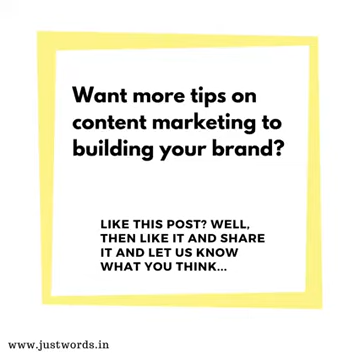 Want more tips on
content marketing to
building your brand?
LIKE THIS POST? WELL,
THEN LIKE IT AND SHARE
IT AND LET US KNOW
WHAT YOU THINK...
www.justwords.in